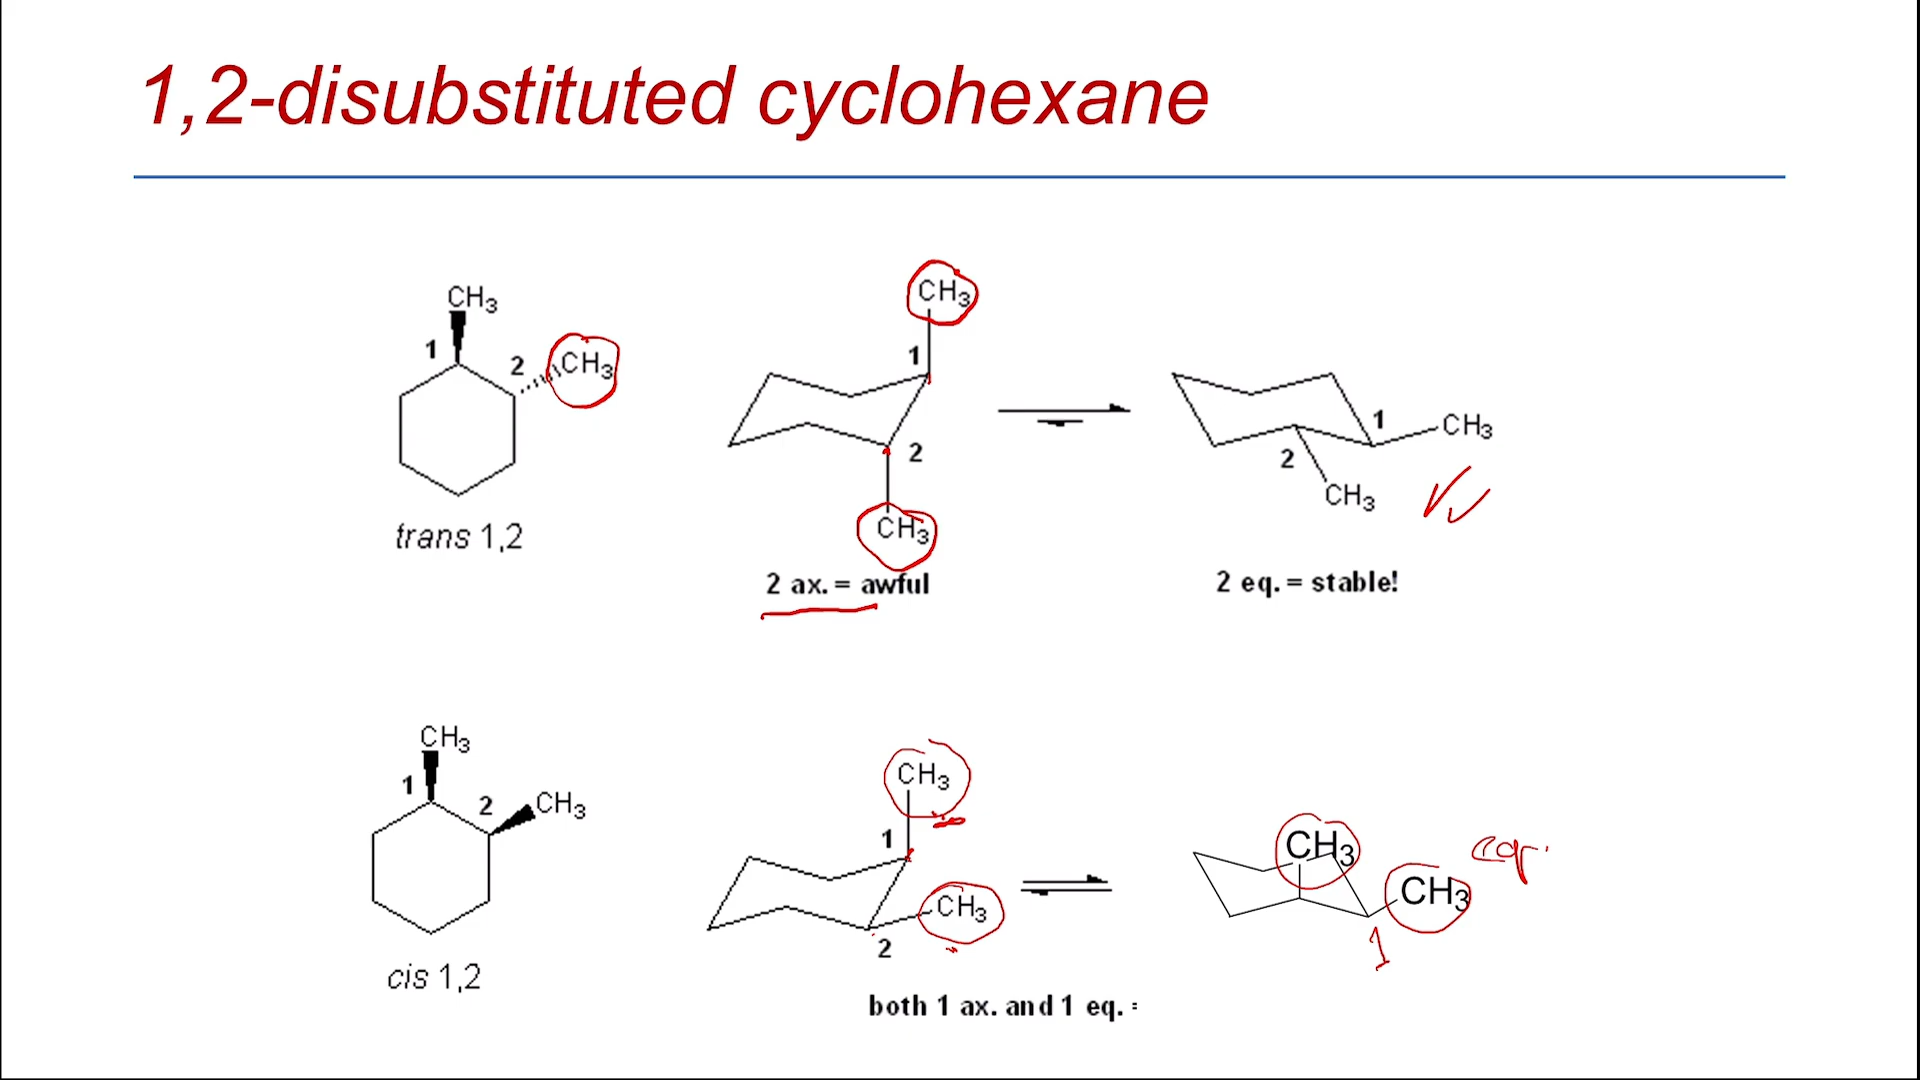 1,2-disubstituted cyclohexane
CH3
1
2
CH3
trans 1,2
CH3
1
2
CH3
2 ax. = awful
1
CH3
2
CH3
2 eq. = stable!
CH3
1
2
CH3
cis 1,2
CH3
1
CH3
2
CH3
CH3
eq.
1
both 1 ax. and 1 eq. =